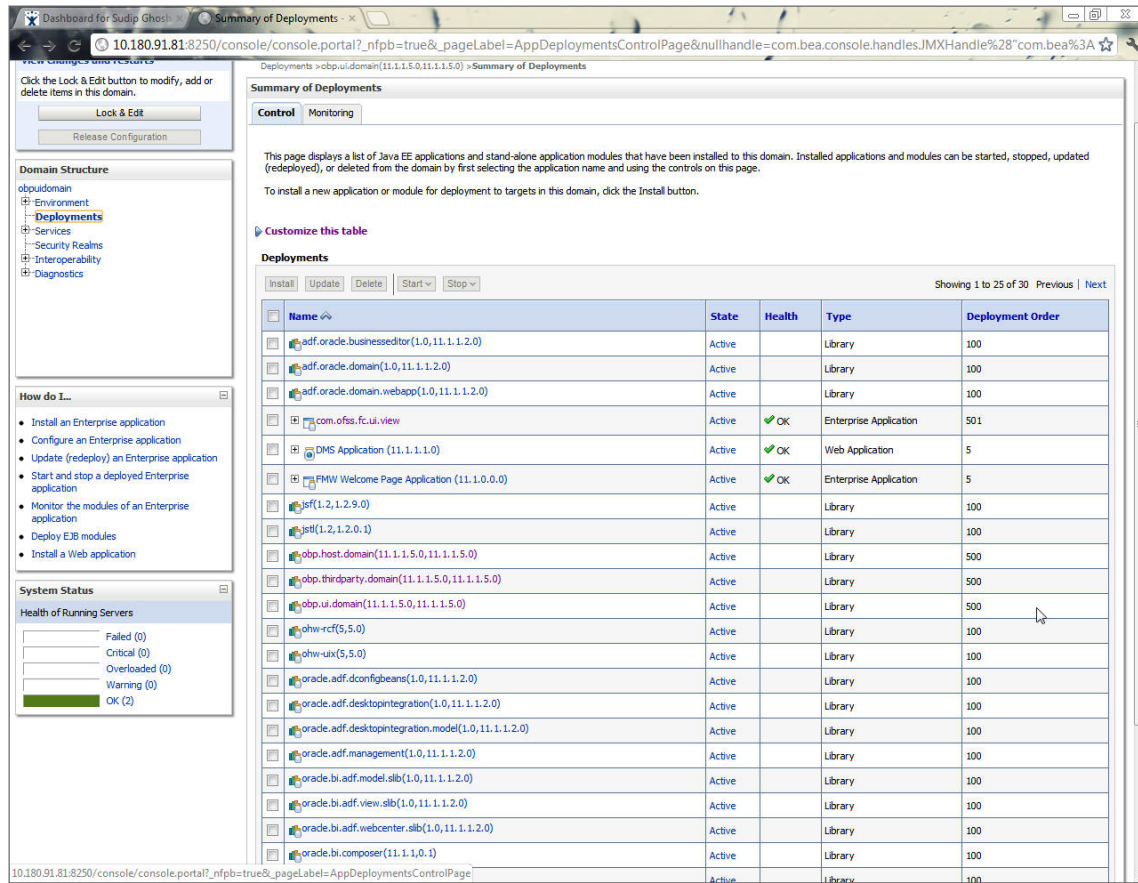 Dashboard for Sudip Ghosh
Summary of Deployments -
10.180.91.81:8250/console/console.portal?_nfpb=true&_pageLabel=AppDeploymentsControlPage&nullhandle=com.bea.console.handles.JMXHandle%28"com.bea%3A
View changes and restarts
Click the Lock & Edit button to modify, add or
delete items in this domain.
Lock & Edit
Release Configuration
Domain Structure
obpuidomain
Environment
Deployments
Services
Security Realms
Interoperability
Diagnostics
How do I...
Install an Enterprise application
Configure an Enterprise application
Update (redeploy) an Enterprise application
Start and stop a deployed Enterprise
application
Monitor the modules of an Enterprise
application
Deploy EJB modules
Install a Web application
System Status
Health of Running Servers
Failed (0)
Critical (0)
Overloaded (0)
Warning (0)
OK (2)
Deployments >obp.ui.domain(11.1.1.5.0,11.1.1.5.0) >Summary of Deployments
Summary of Deployments
Control Monitoring
This page displays a list of Java EE applications and stand-alone application modules that have been installed to this domain. Installed applications and modules can be started, stopped, updated
(redeployed), or deleted from the domain by first selecting the application name and using the controls on this page.
To install a new application or module for deployment to targets in this domain, click the Install button.
Customize this table
Deployments
Install Update Delete Start Stop Showing 1 to 25 of 30 Previous | Next
Name State Health Type Deployment Order
adf.oracle.businesseditor(1.0,11.1.1.2.0) Active Library 100
adf.oracle.domain(1.0,11.1.1.2.0) Active Library 100
adf.oracle.domain.webapp(1.0,11.1.1.2.0) Active Library 100
com.ofss.fc.ui.view Active OK Enterprise Application 501
DMS Application (11.1.1.1.0) Active OK Web Application 5
FMW Welcome Page Application (11.1.0.0.0) Active OK Enterprise Application 5
jsf(1.2,1.2.9.0) Active Library 100
jstl(1.2,1.2.0.1) Active Library 100
obp.host.domain(11.1.1.5.0,11.1.1.5.0) Active Library 500
obp.thirdparty.domain(11.1.1.5.0,11.1.1.5.0) Active Library 500
obp.ui.domain(11.1.1.5.0,11.1.1.5.0) Active Library 500
ohw-rcf(5,5.0) Active Library 100
ohw-uix(5,5.0) Active Library 100
oracle.adf.dconfigbeans(1.0,11.1.1.2.0) Active Library 100
oracle.adf.desktopintegration(1.0,11.1.1.2.0) Active Library 100
oracle.adf.desktopintegration.model(1.0,11.1.1.2.0) Active Library 100
oracle.adf.management(1.0,11.1.1.2.0) Active Library 100
oracle.bi.adf.model.slib(1.0,11.1.1.2.0) Active Library 100
oracle.bi.adf.view.slib(1.0,11.1.1.2.0) Active Library 100
oracle.bi.adf.webcenter.slib(1.0,11.1.1.2.0) Active Library 100
oracle.bi.composer(11.1.1,0.1) Active Library 100
Active Library 100
10.180.91.81:8250/console/console.portal?_nfpb=true&_pageLabel=AppDeploymentsControlPage